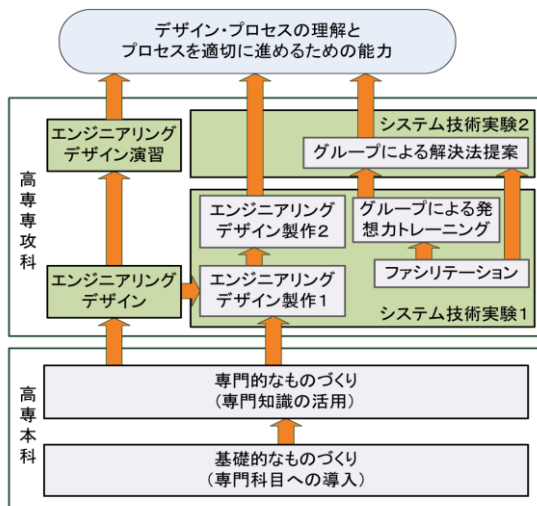 デザイン・プロセスの理解と
プロセスを適切に進めるための能力
高専専攻科
エンジニアリング
デザイン演習
システム技術実験2
グループによる解決法提案
エンジニアリング
デザイン製作2
グループによる発
想力トレーニング
エンジニアリング
デザイン
エンジニアリング
デザイン製作1
ファシリテーション
システム技術実験1
高専本科
専門的なものづくり
(専門知識の活用)
基礎的なものづくり
(専門科目への導入)